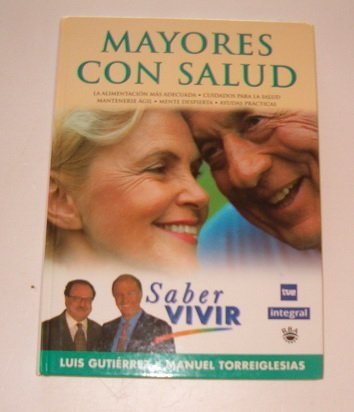 MAYORES
CON SALUD
LA ALIMENTACIÓN MÁS ADECUADA • CUIDADOS PARA LA SALUD
MANTENERSE ÁGIL • MENTE DESPIERTA • AYUDAS PRÁCTICAS
Saber
VIVIR
tve
integral
RBA
LUIS GUTIÉRREZ • MANUEL TORREIGLESIAS